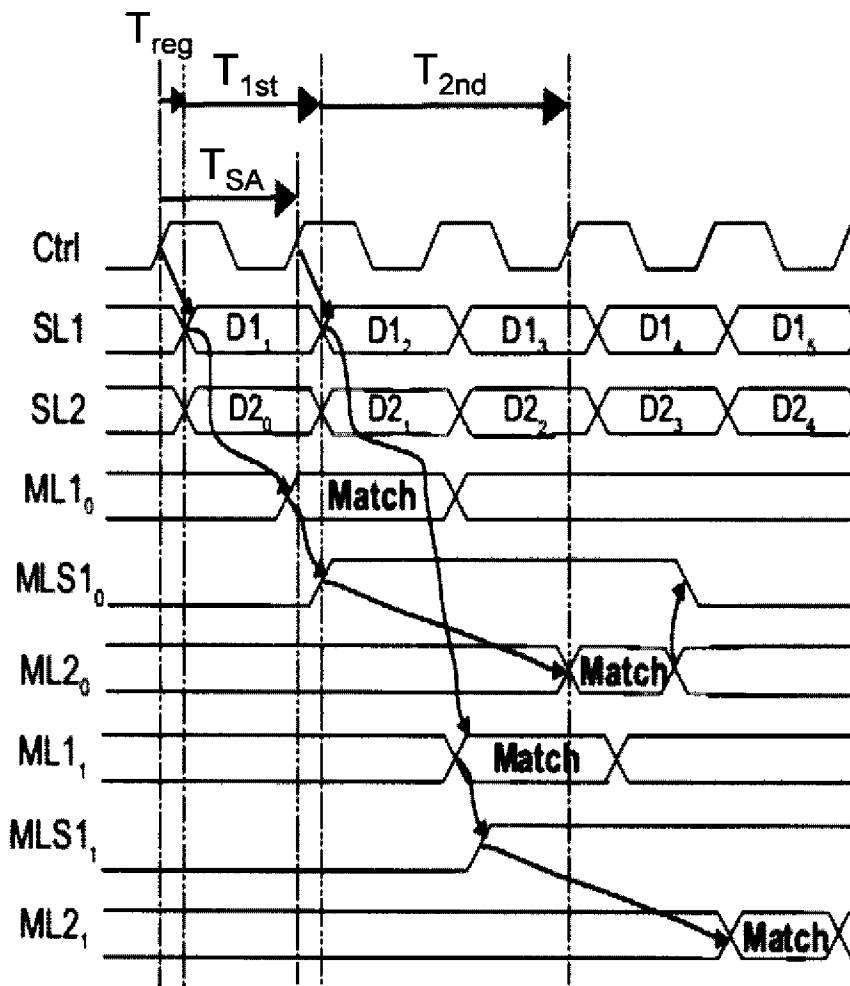 T_reg
T_1st T_2nd
T_SA
Ctrl
SL1 D1_1 D1_2 D1_3 D1_4 D1_5
SL2 D2_0 D2_1 D2_2 D2_3 D2_4
ML1_0 Match
MLS1_0
ML2_0 Match
ML1_1 Match
MLS1_1
ML2_1 Match